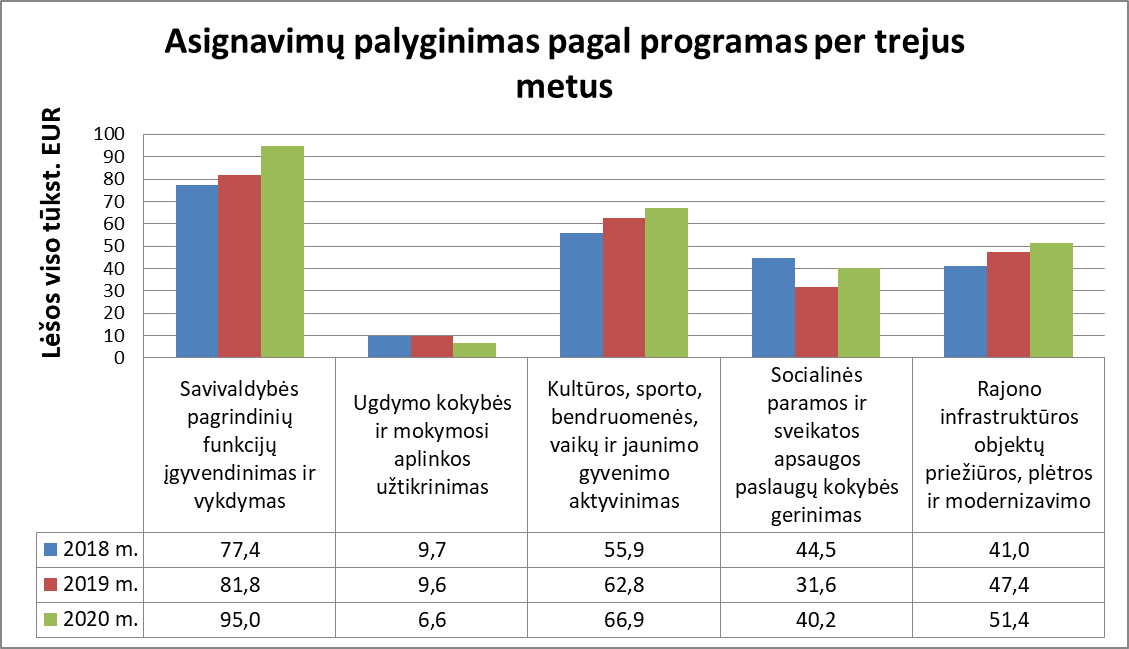 Asignavimų palyginimas pagal programas per trejus
metus
Lėšos viso tūkst. EUR
100
90
80
70
60
50
40
30
20
10
0
Savivaldybės
pagrindinių
funkcijų
įgyvendinimas ir
vykdymas
Ugdymo kokybės
ir mokymosi
aplinkos
užtikrinimas
Kultūros, sporto,
bendruomenės,
vaikų ir jaunimo
gyvenimo
aktyvinimas
Socialinės
paramos ir
sveikatos
apsaugos
paslaugų kokybės
gerinimas
Rajono
infrastruktūros
objektų
priežiūros, plėtros
ir modernizavimo
2018 m. 77,4 9,7 55,9 44,5 41,0
2019 m. 81,8 9,6 62,8 31,6 47,4
2020 m. 95,0 6,6 66,9 40,2 51,4